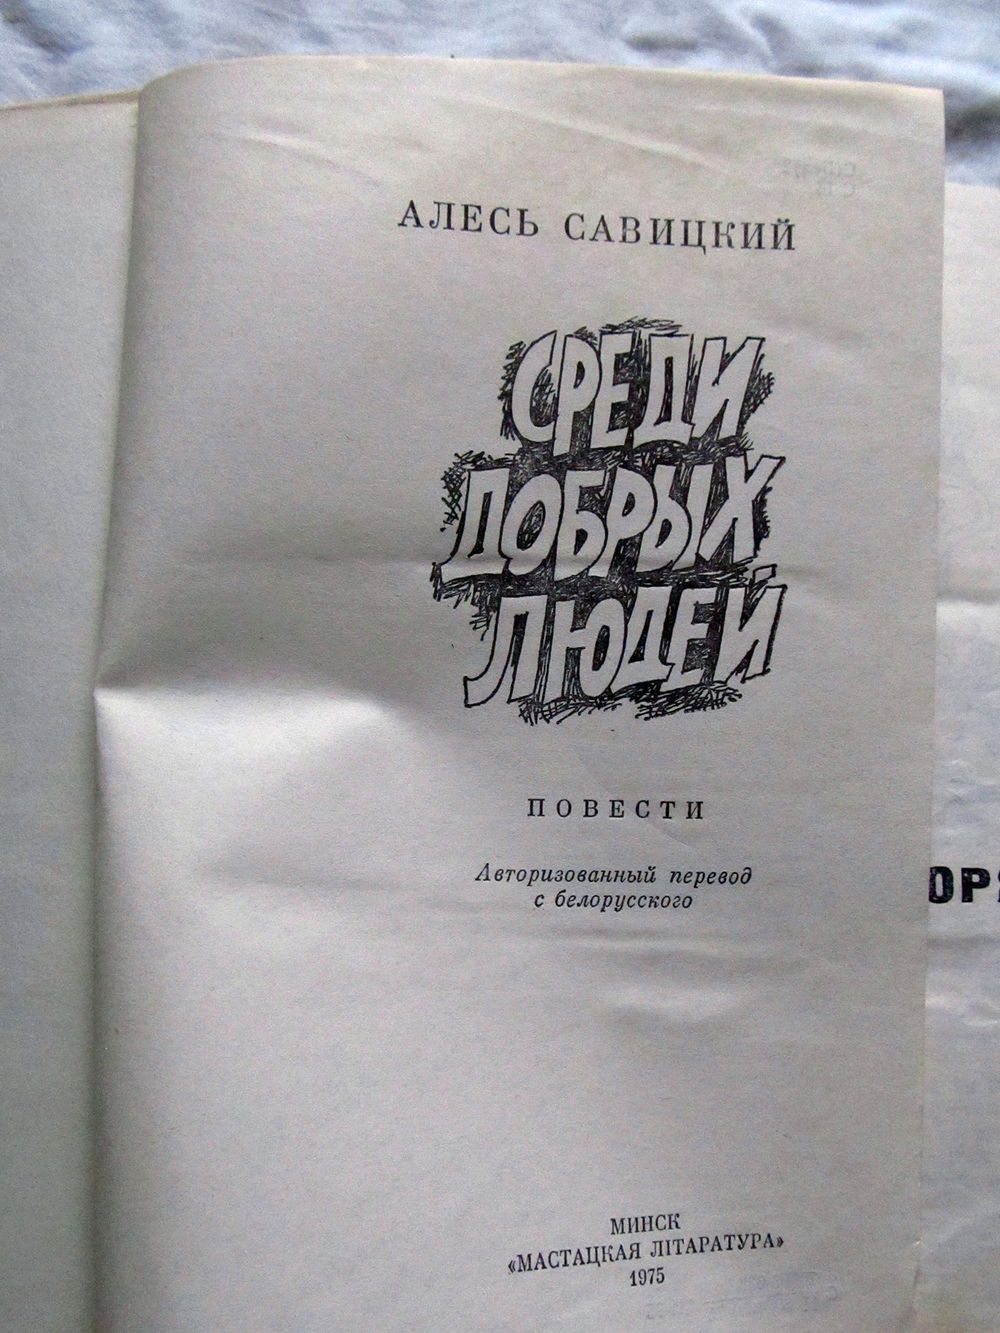 АЛЕСЬ САВИЦКИЙ
СРЕДИ
ДОБРЫХ
ЛЮДЕЙ
ПОВЕСТИ
Авторизованный перевод
с белорусского
МИНСК
«МАСТАЦКАЯ ЛІТАРАТУРА»
1975